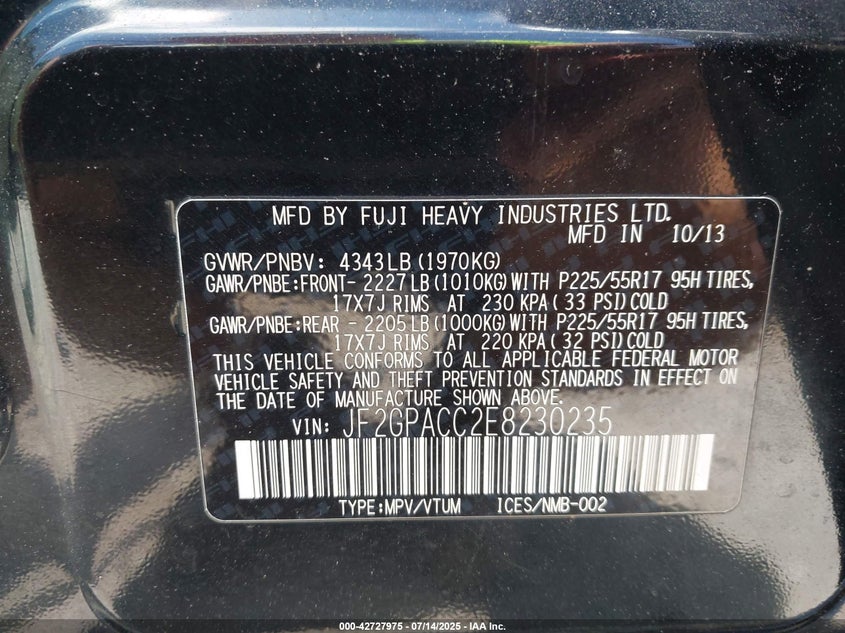 MFD BY FUJI HEAVY INDUSTRIES LTD.
MFD IN 10/13
GVWR/PNBV: 4343LB(1970KG)
GAWR/PNBE:FRONT- 2227LB(1010KG)WITH P225/55R17 95H TIRES,
17X7J RIMS AT 230 KPA(33 PSI)COLD
GAWR/PNBE:REAR - 2205LB(1000KG)WITH P225/55R17 95H TIRES,
17X7J RIMS AT 220 KPA(32 PSI)COLD
THIS VEHICLE CONFORMS TO ALL APPLICABLE FEDERAL MOTOR
VEHICLE SAFETY AND THEFT PREVENTION STANDARDS IN EFFECT ON
THE DATE OF MANUFACTURE SHOWN ABOVE.
VIN: JF2GPACC2E8230235
TYPE:MPV/VTUM ICES/NMB-002
000-42727975 - 07/14/2025 - IAA Inc.